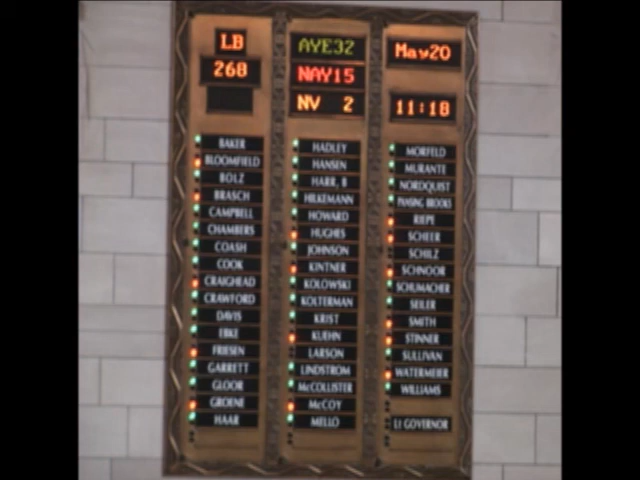 LB
268
AYE32
NAY15
NV 2
May20
11:18
BAKER
BLOOMFIELD
BOLZ
BRASCH
CAMPBELL
CHAMBERS
COASH
COOK
CRAIGHEAD
CRAWFORD
DAVIS
EBKE
FRIESEN
GARRETT
GLOOR
GROENE
HAAR
HADLEY
HANSEN
HARR, B
HILKEMANN
HOWARD
HUGHES
JOHNSON
KINTNER
KOLOWSKI
KOLTERMAN
KRIST
KUEHN
LARSON
LINDSTROM
McCOLLISTER
McCOY
MELLO
MORFELD
MURANTE
NORDQUIST
PANSING BROOKS
RIEPE
SCHEER
SCHILZ
SCHNOOR
SCHUMACHER
SEILER
SMITH
STINNER
SULLIVAN
WATERMEIER
WILLIAMS
LT GOVERNOR